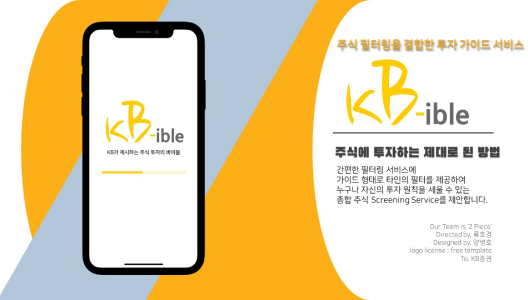 주식 필터링을 결합한 투자 가이드 서비스
KB-ible
KB가 제시하는 주식 투자의 바이블
KB-ible
주식에 투자하는 제대로 된 방법
간편한 필터링 서비스에
가이드 형태로 타인의 필터를 제공하여
누구나 자신의 투자 원칙을 세울 수 있는
종합 주식 Screening Service를 제안합니다.
Our Team is '2 Piece'
Directed by, 류호경
Designed by, 양병호
logo license : free template
To, KB증권